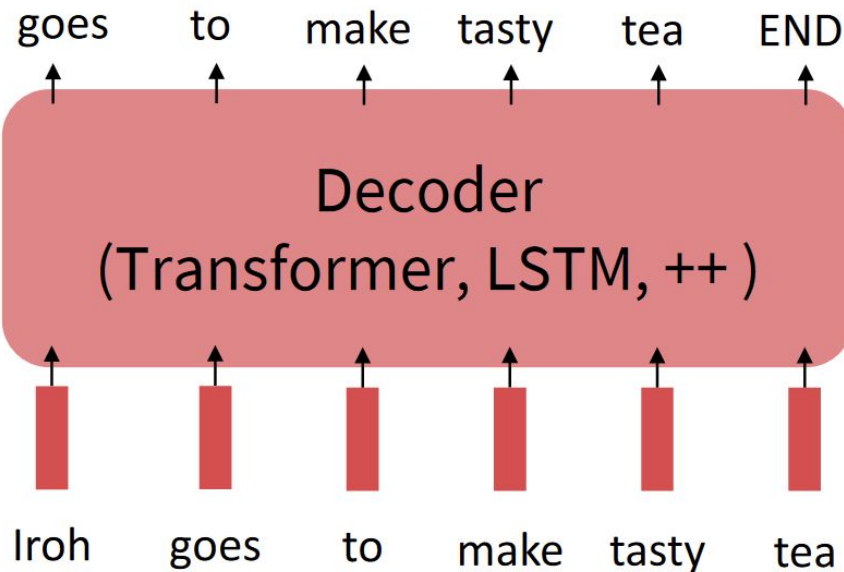 goes to make tasty tea END
Decoder
(Transformer, LSTM, ++ )
Iroh goes to make tasty tea